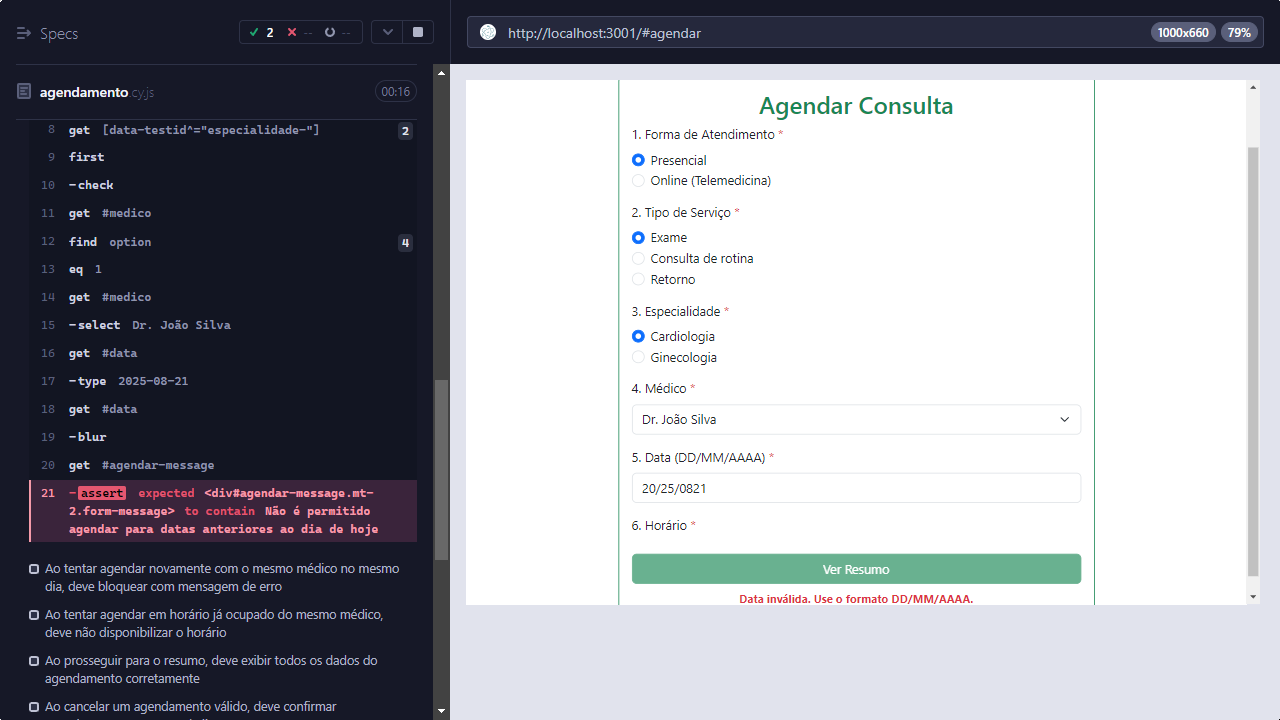 Specs
2
--
--
http://localhost:3001/#agendar
1000x660
79%
agendamento.cy.js
00:16
8 get [data-testid^="especialidade-"] 2
9 first
10 -check
11 get #medico
12 find option 4
13 eq 1
14 get #medico
15 -select Dr. João Silva
16 get #data
17 -type 2025-08-21
18 get #data
19 -blur
20 get #agendar-message
21 -assert expected <div#agendar-message.mt-
2.form-message> to contain Não é permitido
agendar para datas anteriores ao dia de hoje
Ao tentar agendar novamente com o mesmo médico no mesmo
dia, deve bloquear com mensagem de erro
Ao tentar agendar em horário já ocupado do mesmo médico,
deve não disponibilizar o horário
Ao prosseguir para o resumo, deve exibir todos os dados do
agendamento corretamente
Ao cancelar um agendamento válido, deve confirmar
Agendar Consulta
1. Forma de Atendimento *
Presencial
Online (Telemedicina)
2. Tipo de Serviço *
Exame
Consulta de rotina
Retorno
3. Especialidade *
Cardiologia
Ginecologia
4. Médico *
Dr. João Silva
5. Data (DD/MM/AAAA) *
20/25/0821
6. Horário *
Ver Resumo
Data inválida. Use o formato DD/MM/AAAA.